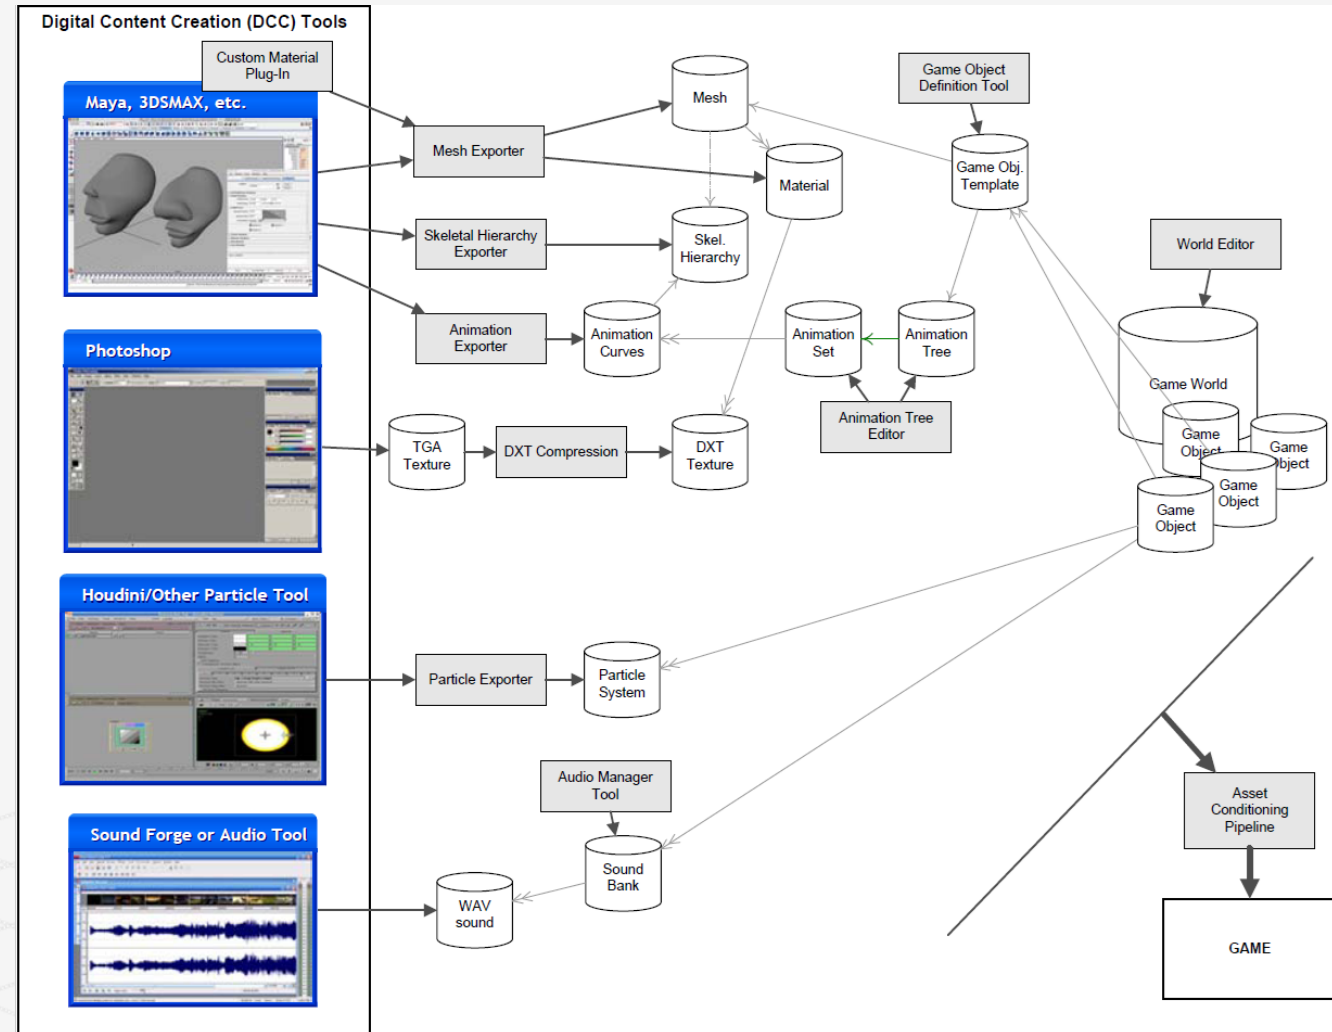 Digital Content Creation (DCC) Tools
Custom Material
Plug-In
Maya, 3DSMAX, etc.
Mesh Exporter
Mesh
Material
Game Object
Definition Tool
Game Obj.
Template
Skeletal Hierarchy
Exporter
Skel.
Hierarchy
World Editor
Animation
Exporter
Animation
Curves
Animation
Set
Animation
Tree
Animation Tree
Editor
Game World
Game
Object
Game
Object
Game
Object
Game
Object
Photoshop
TGA
Texture
DXT Compression
DXT
Texture
Houdini/Other Particle Tool
Particle Exporter
Particle
System
Audio Manager
Tool
Sound Forge or Audio Tool
WAV
sound
Sound
Bank
Asset
Conditioning
Pipeline
GAME